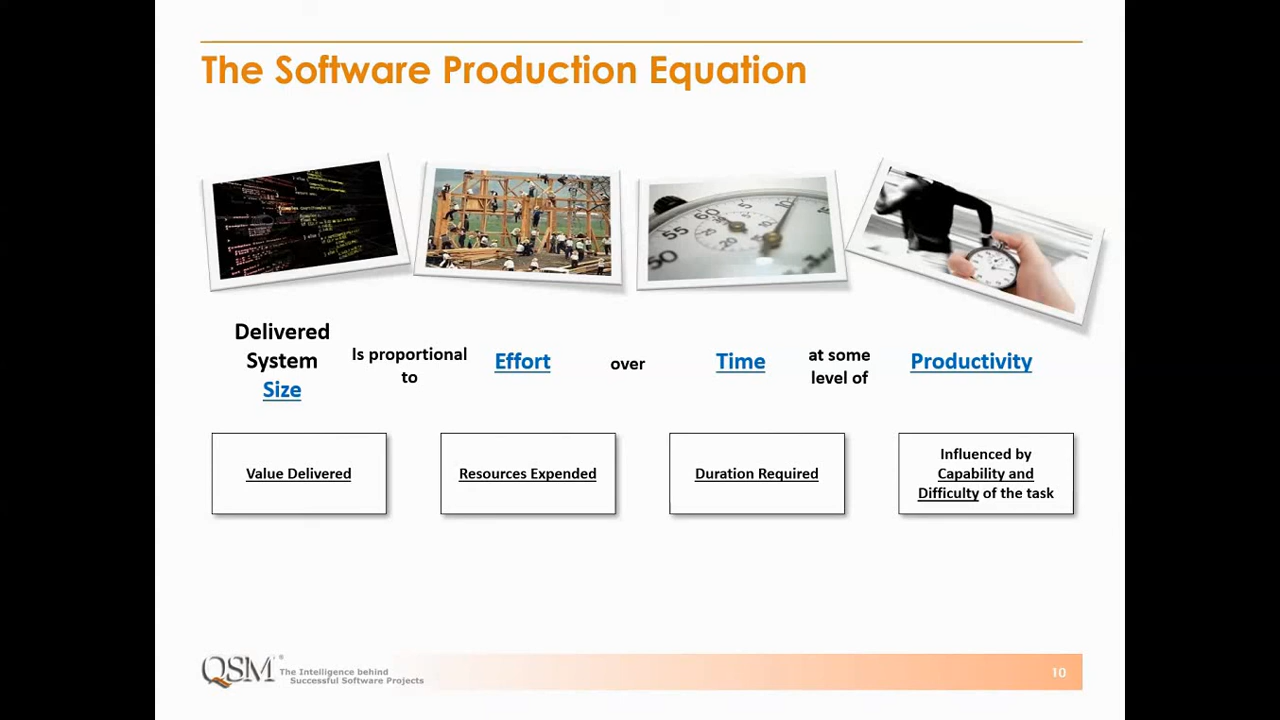 The Software Production Equation
Delivered
System
Size
Is proportional
to
Effort
over
Time
at some
level of
Productivity
Value Delivered
Resources Expended
Duration Required
Influenced by
Capability and
Difficulty of the task
QSM®
The Intelligence behind
Successful Software Projects
10